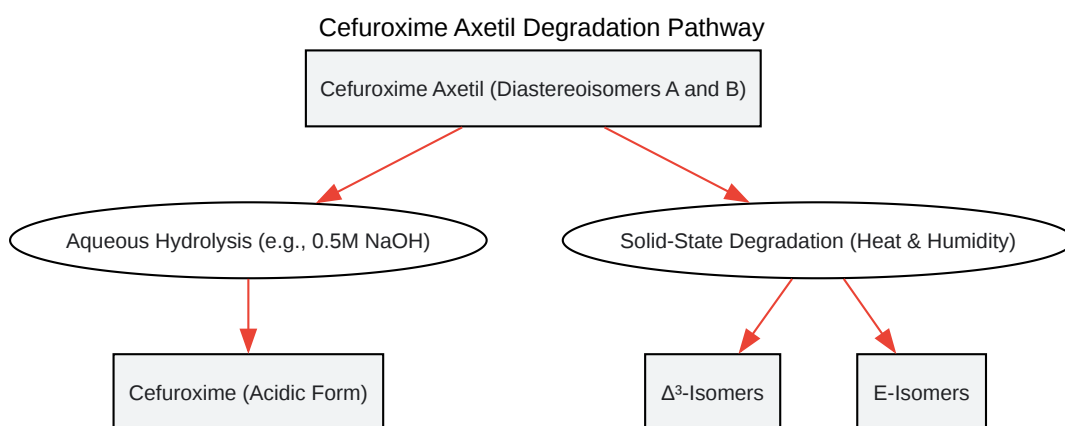 Cefuroxime Axetil Degradation Pathway
Cefuroxime Axetil (Diastereoisomers A and B)
Aqueous Hydrolysis (e.g., 0.5M NaOH)
Solid-State Degradation (Heat & Humidity)
Cefuroxime (Acidic Form)
Δ³-Isomers
E-Isomers